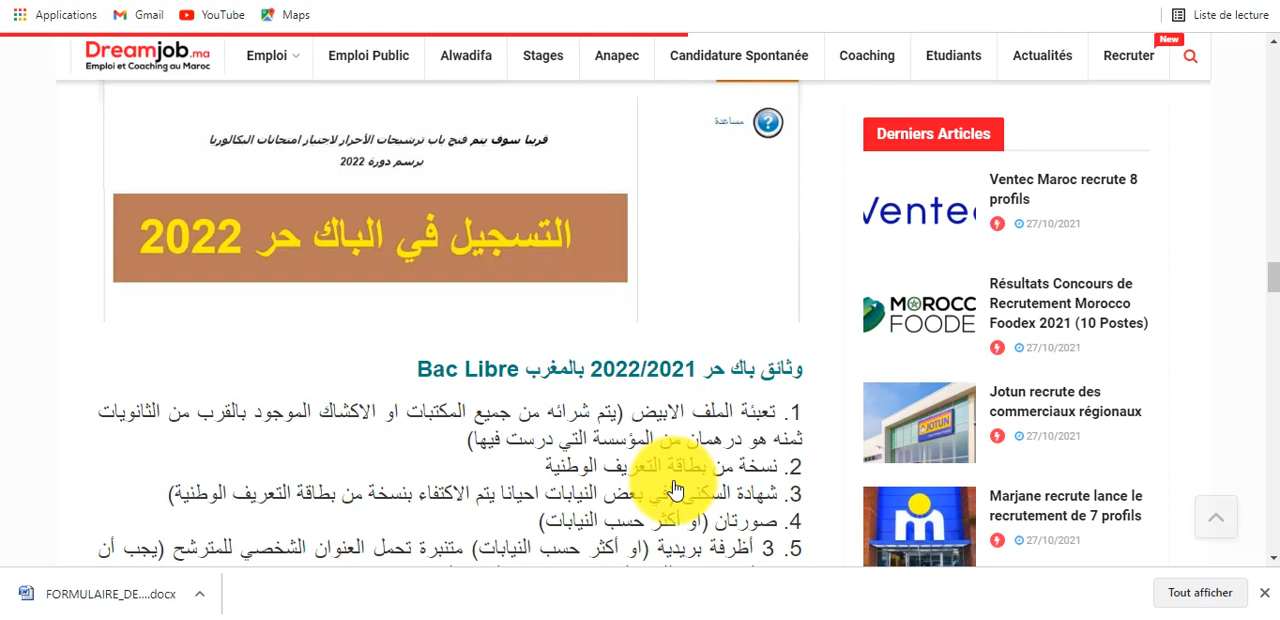 Applications Gmail YouTube Maps Liste de lecture
Dreamjob.ma
Emploi et Coaching au Maroc
Emploi Emploi Public Alwadifa Stages Anapec Candidature Spontanée Coaching Etudiants Actualités Recruter New
مساعدة
قريبا سوف يتم فتح باب ترشيحات الأحرار لاجتياز امتحانات البكالوريا
برسم دورة 2022
التسجيل في الباك حر 2022
وثائق باك حر 2022/2021 بالمغرب Bac Libre
1. تعبئة الملف الابيض (يتم شرائه من جميع المكتبات او الاكشاك الموجود بالقرب من الثانويات
ثمنه هو درهمان من المؤسسة التي درست فيها)
2. نسخة من بطاقة التعريف الوطنية
3. شهادة السكنى (في بعض النيابات احيانا يتم الاكتفاء بنسخة من بطاقة التعريف الوطنية)
4. صورتان (او أكثر حسب النيابات)
5. 3 أظرفة بريدية (او أكثر حسب النيابات) متنبرة تحمل العنوان الشخصي للمترشح (يجب أن
Derniers Articles
Ventec
Ventec Maroc recrute 8
profils
27/10/2021
MOROCCO
FOODE
Résultats Concours de
Recrutement Morocco
Foodex 2021 (10 Postes)
27/10/2021
JOTUN
Jotun recrute des
commerciaux régionaux
27/10/2021
Marjane recrute lance le
recrutement de 7 profils
27/10/2021
FORMULAIRE_DE....docx
Tout afficher